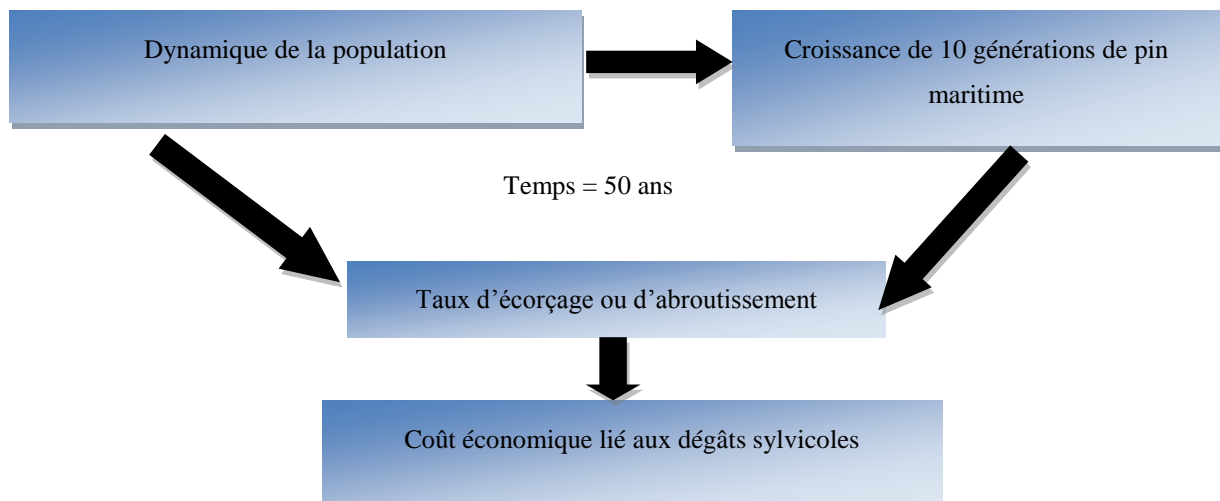 Dynamique de la population
Croissance de 10 générations de pin
maritime
Temps = 50 ans
Taux d’écorçage ou d’abroutissement
Coût économique lié aux dégâts sylvicoles